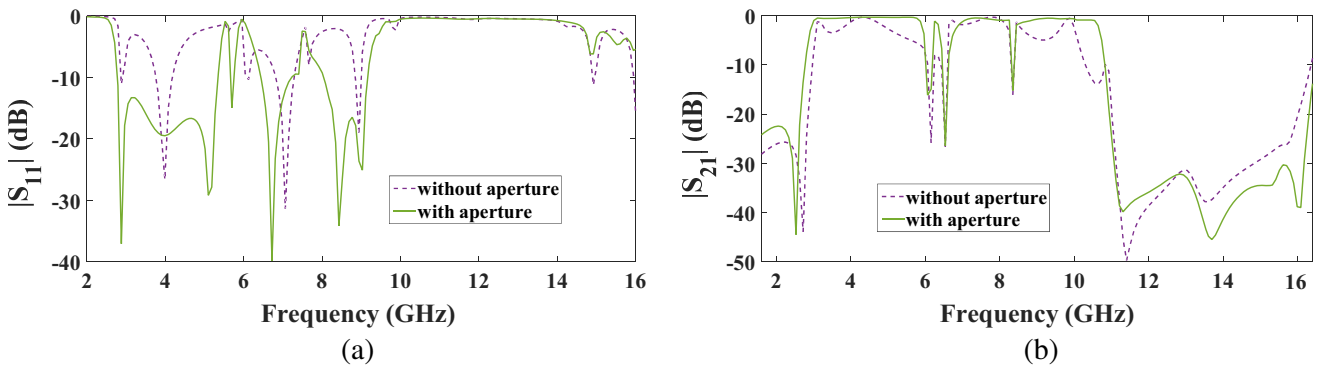 0
-10
-20
-30
-40
|S11| (dB)
without aperture
with aperture
2 4 6 8 10 12 14 16
Frequency (GHz)
(a)
0
-10
-20
-30
-40
-50
|S21| (dB)
without aperture
with aperture
2 4 6 8 10 12 14 16
Frequency (GHz)
(b)